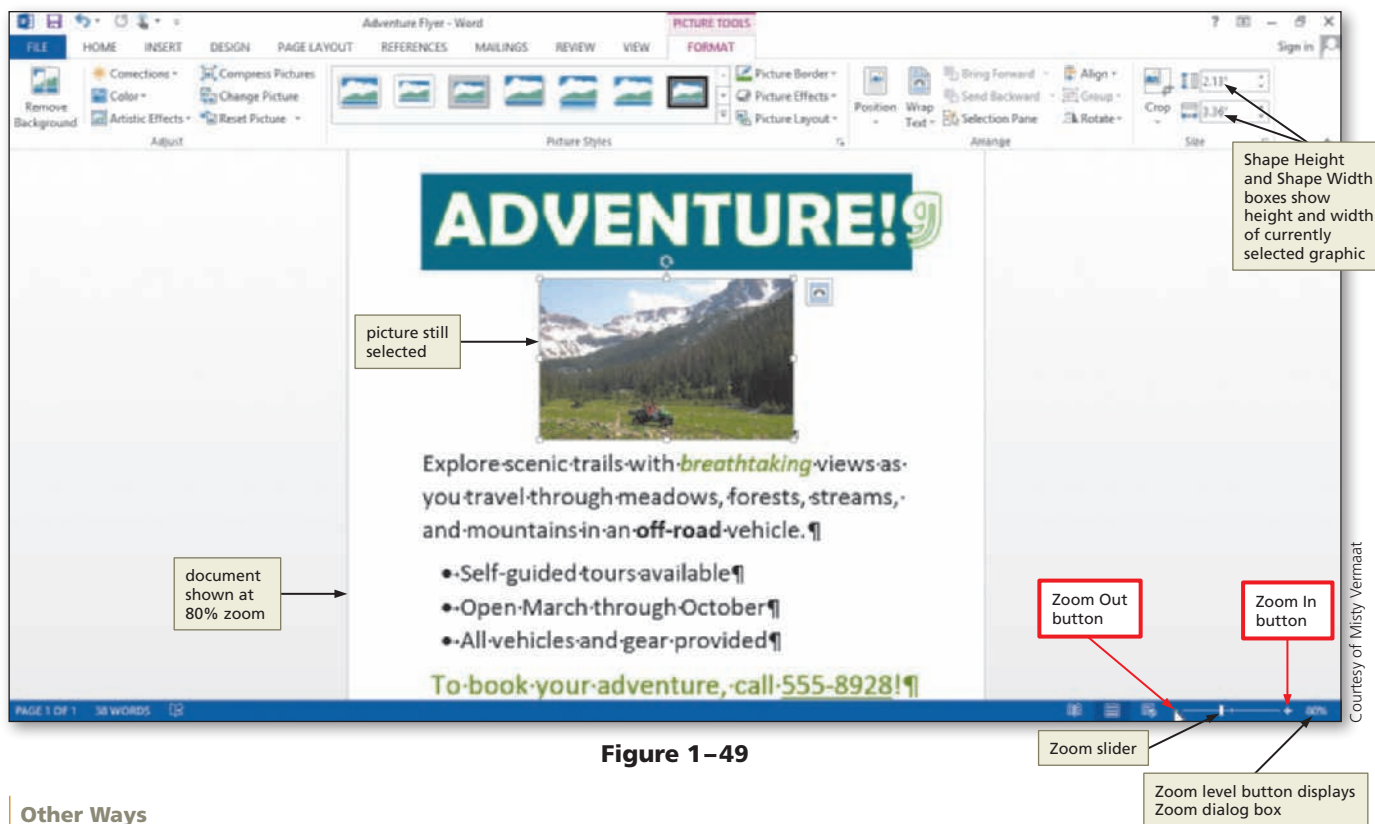 Adventure Flyer - Word
PICTURE TOOLS
?
FILE HOME INSERT DESIGN PAGE LAYOUT REFERENCES MAILINGS REVIEW VIEW FORMAT Sign in
Remove Background
Corrections
Color
Artistic Effects
Compress Pictures
Change Picture
Reset Picture
Adjust
Picture Styles
Picture Border
Picture Effects
Picture Layout
Position
Wrap Text
Bring Forward
Send Backward
Selection Pane
Align
Group
Rotate
Arrange
Crop
2.11"
3.36"
Size
Shape Height
and Shape Width
boxes show
height and width
of currently
selected graphic
ADVENTURE!¶
picture still
selected
Explore·scenic·trails·with·breathtaking·views·as·
you·travel·through·meadows,·forests,·streams,·
and·mountains·in·an·off-road·vehicle.¶
•·Self-guided·tours·available¶
•·Open·March·through·October¶
•·All·vehicles·and·gear·provided¶
To·book·your·adventure,·call·555-8928!¶
document
shown at
80% zoom
Zoom Out
button
Zoom In
button
Courtesy of Misty Vermaat
PAGE 1 OF 1 38 WORDS 80%
Figure 1–49
Zoom slider
Zoom level button displays
Zoom dialog box
Other Ways